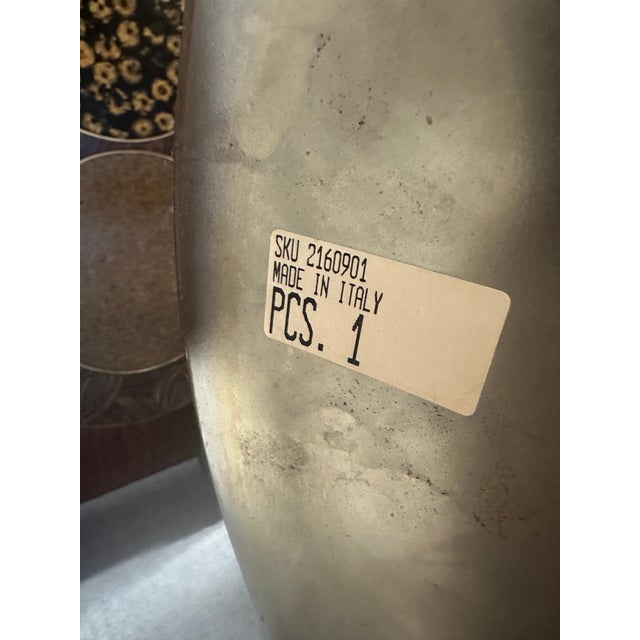 SKU 2160901
MADE IN ITALY
PCS. 1